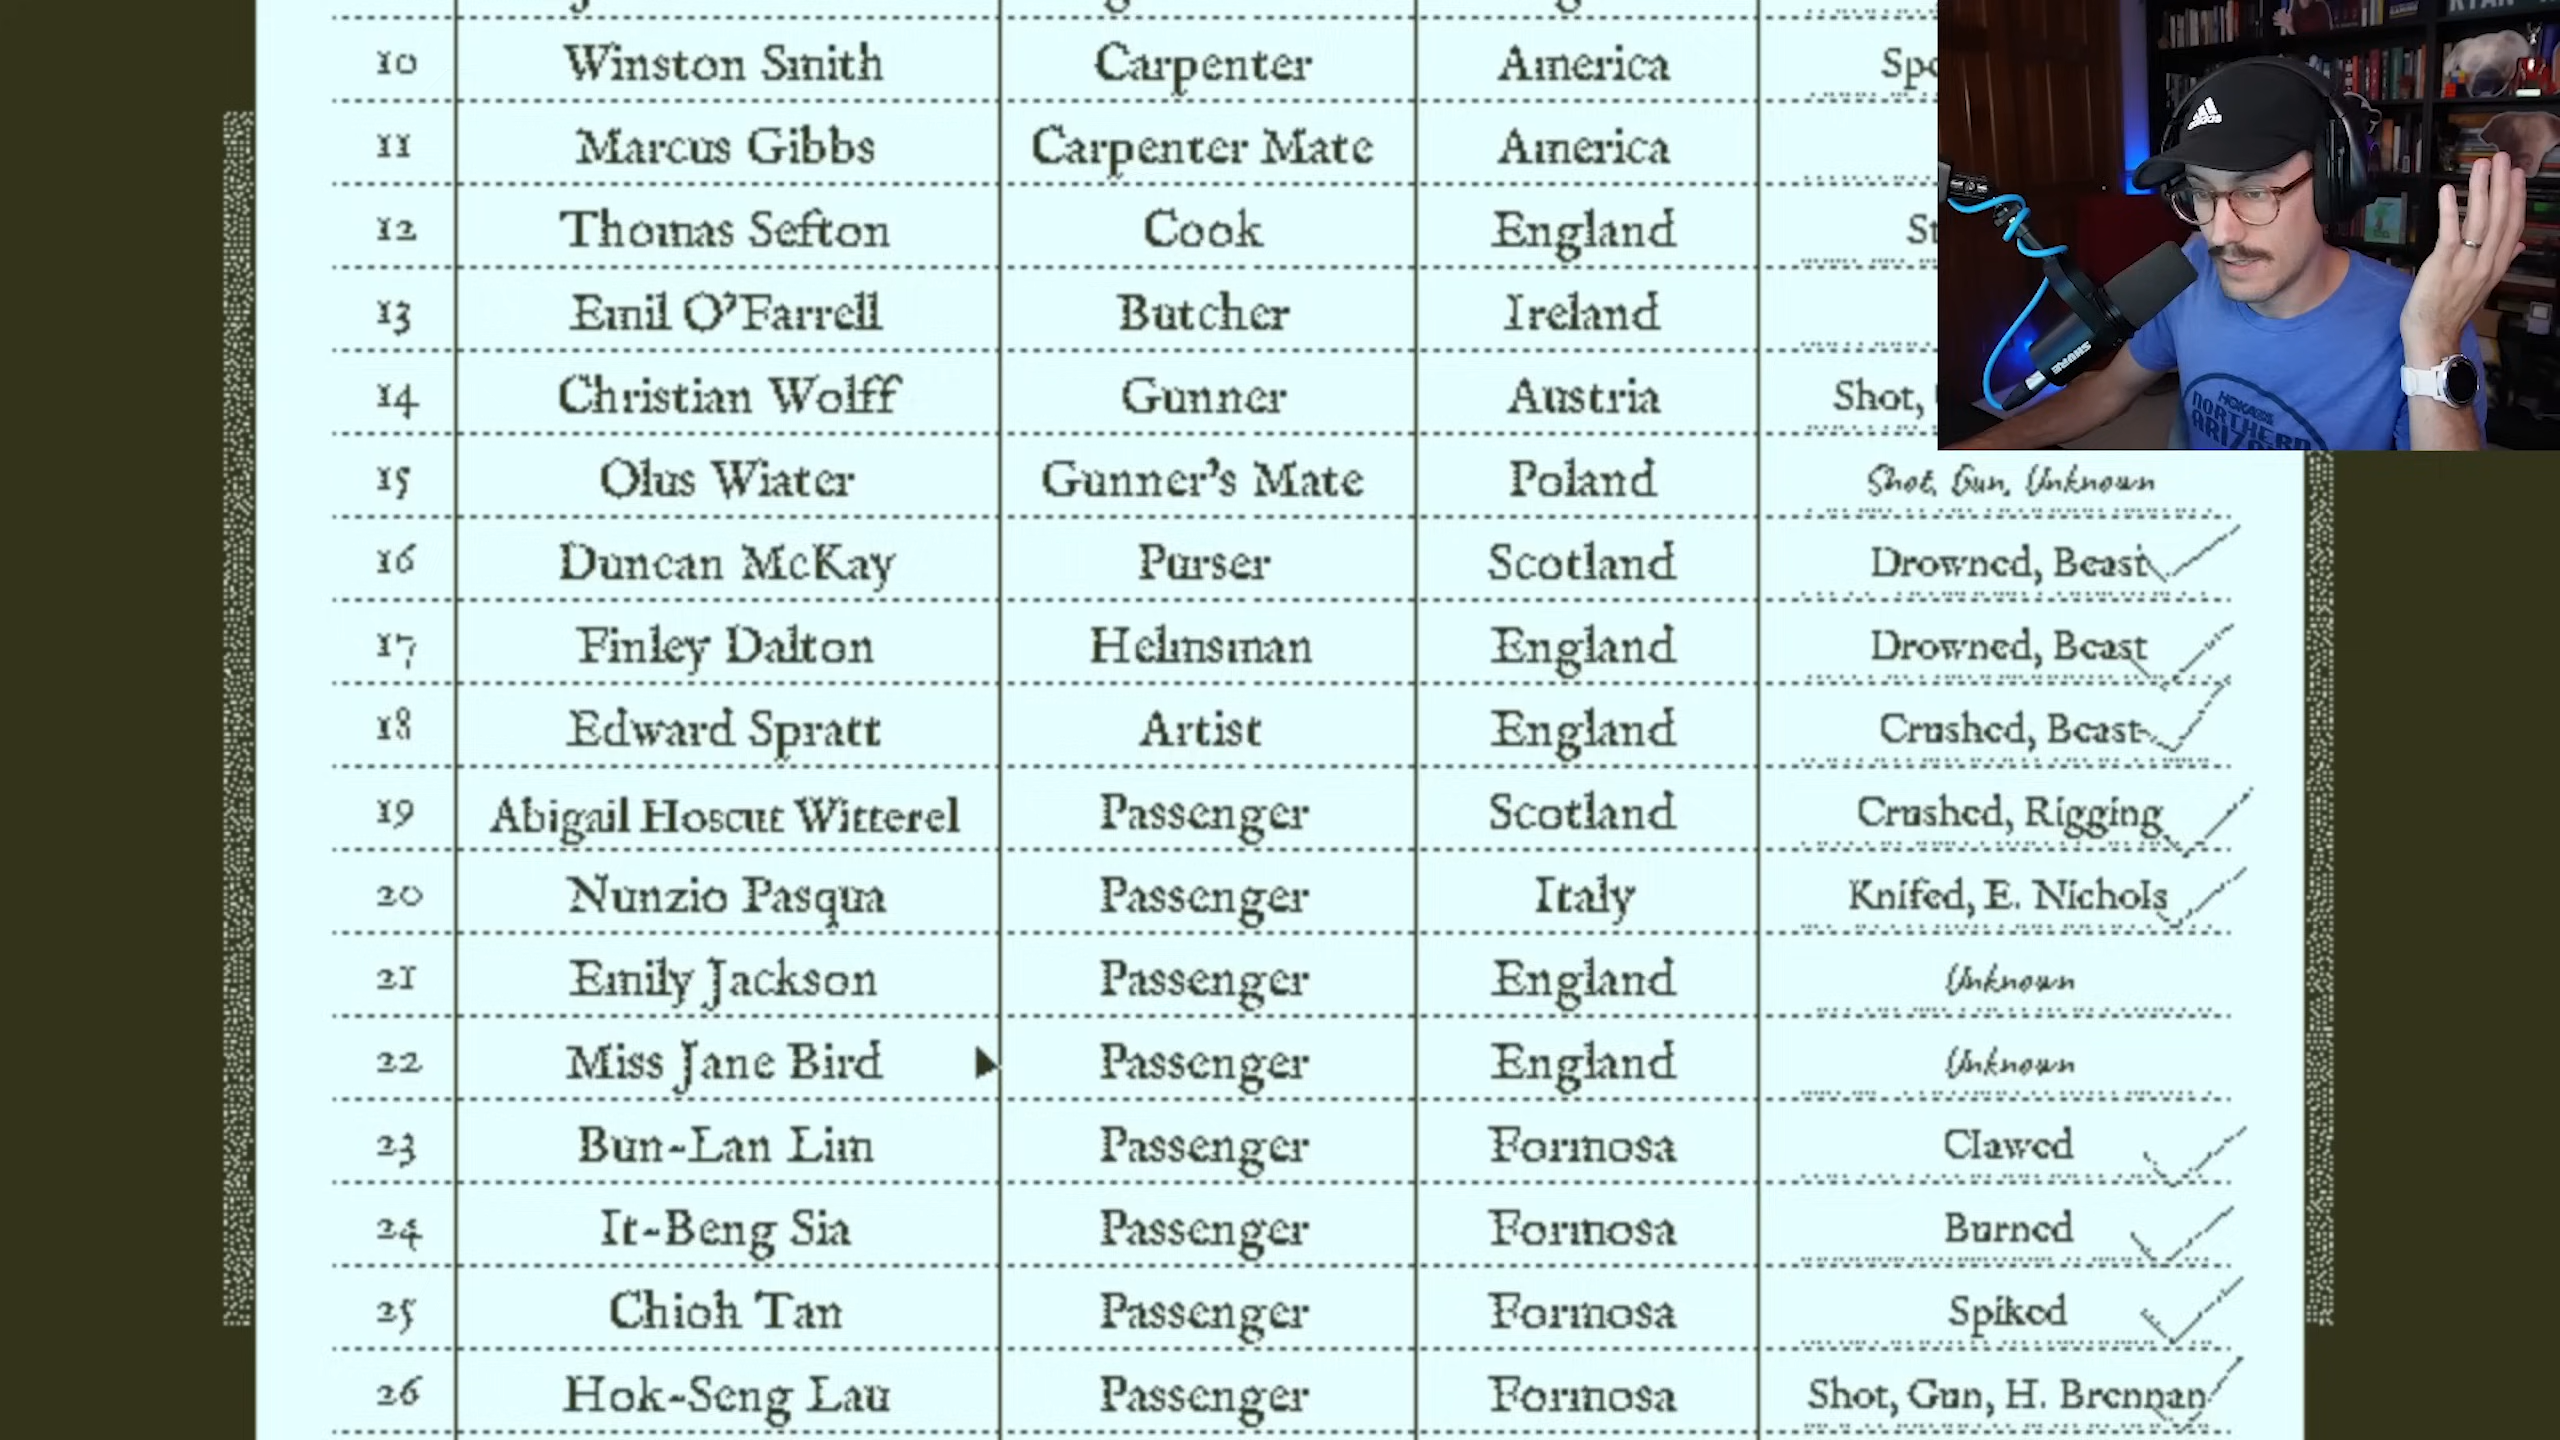 10 Winston Smith Carpenter America Spe
11 Marcus Gibbs Carpenter Mate America
12 Thomas Sefton Cook England
13 Emil O'Farrell Butcher Ireland
14 Christian Wolff Gunner Austria Shot,
15 Olus Wiater Gunner's Mate Poland Shot, Gun, Unknown
16 Duncan McKay Purser Scotland Drowned, Beast
17 Finley Dalton Helmsman England Drowned, Beast
18 Edward Spratt Artist England Crushed, Beast
19 Abigail Hoscut Witterel Passenger Scotland Crushed, Rigging
20 Nunzio Pasqua Passenger Italy Knifed, E. Nichols
21 Emily Jackson Passenger England Unknown
22 Miss Jane Bird Passenger England Unknown
23 Bun-Lan Lim Passenger Formosa Clawed
24 It-Beng Sia Passenger Formosa Burned
25 Chioh Tan Passenger Formosa Spiked
26 Hok-Seng Lau Passenger Formosa Shot, Gun, H. Brennan
adidas
SHURE
NORTHERN